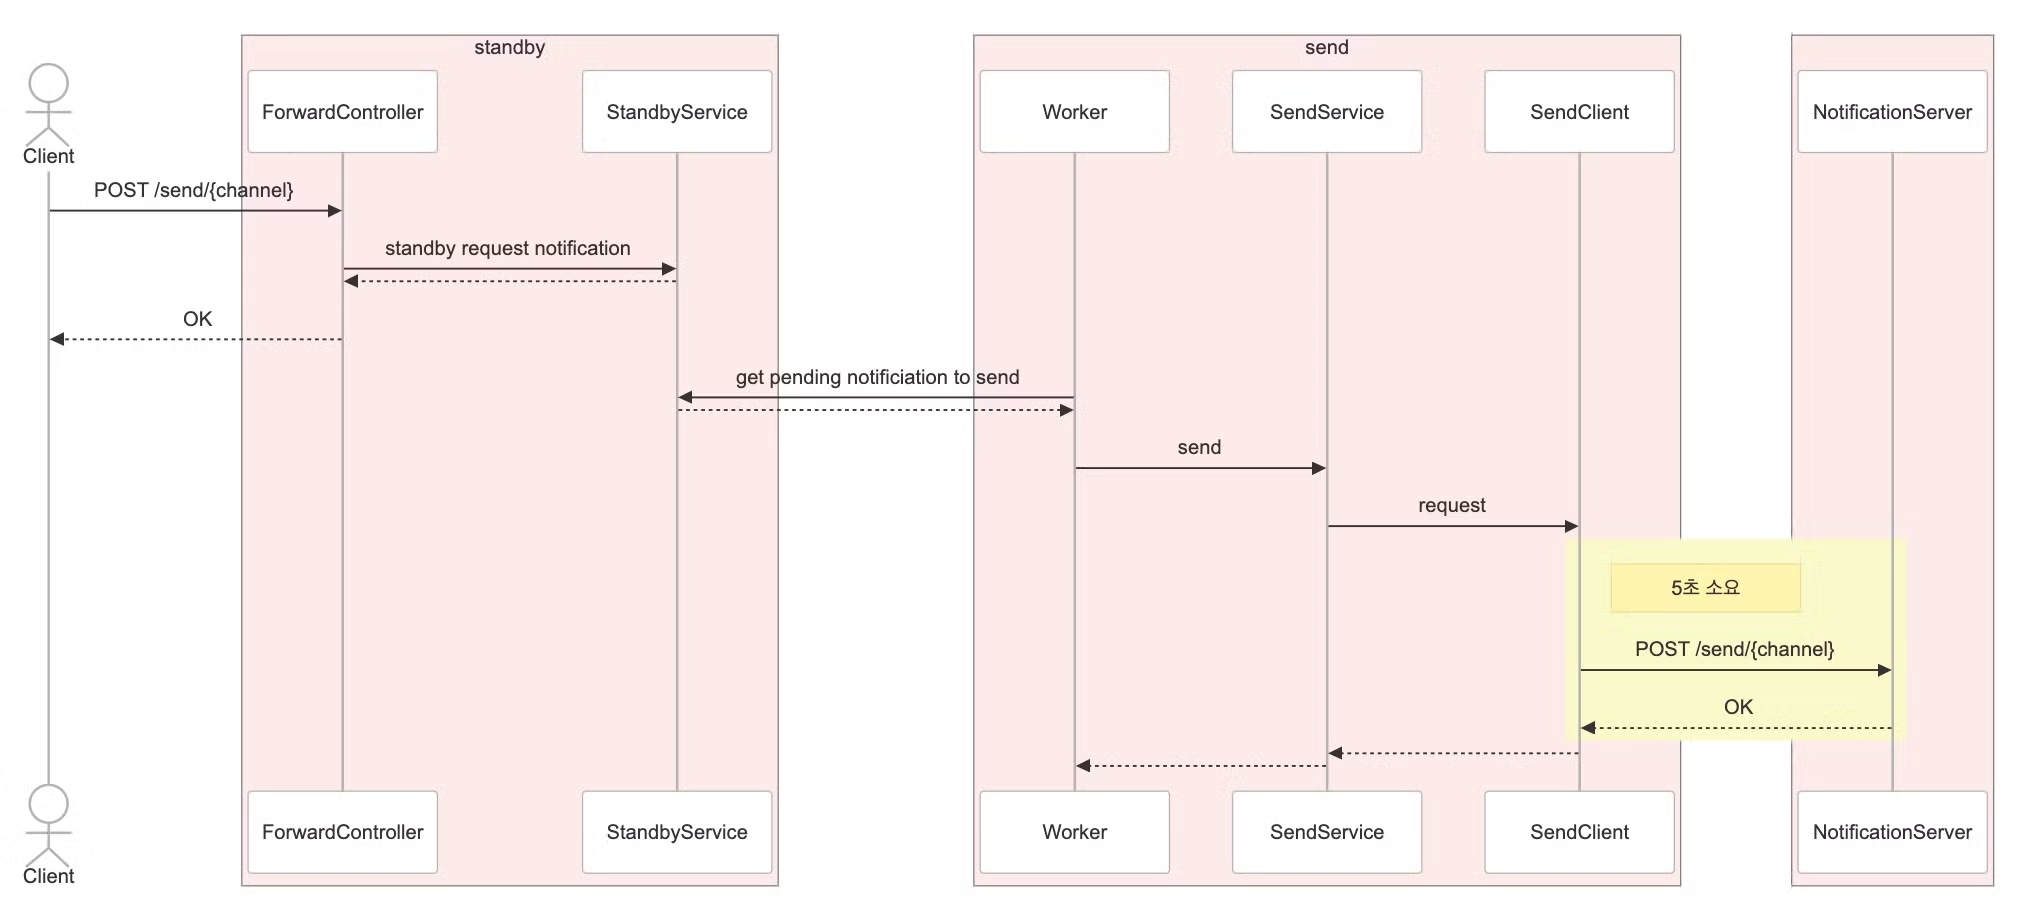 standby
send
ForwardController
StandbyService
Worker
SendService
SendClient
NotificationServer
Client
POST /send/{channel}
standby request notification
OK
get pending notificiation to send
send
request
5초 소요
POST /send/{channel}
OK
ForwardController
StandbyService
Worker
SendService
SendClient
NotificationServer
Client